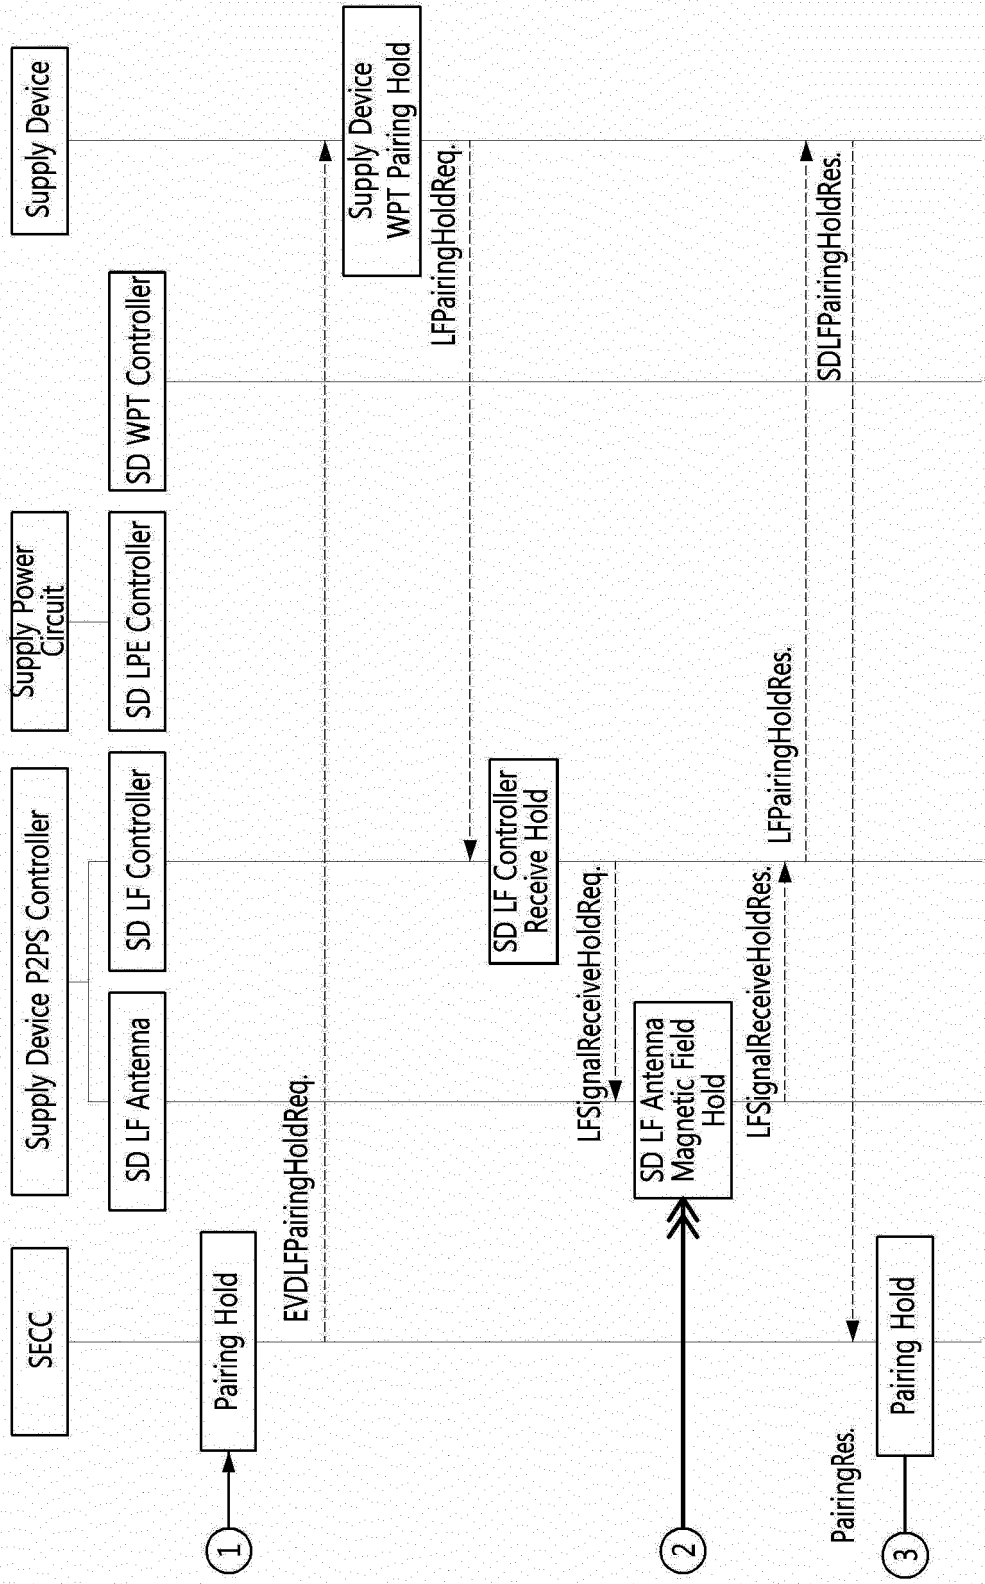 SECC
Supply Device P2PS Controller
Supply Power
Circuit
Supply Device
SD LF Antenna
SD LF Controller
SD LPE Controller
SD WPT Controller
1
Pairing Hold
EVDLFPairingHoldReq.
Supply Device
WPT Pairing Hold
LFPairingHoldReq.
SD LF Controller
Receive Hold
LFSignalReceiveHoldReq.
2
SD LF Antenna
Magnetic Field
Hold
LFSignalReceiveHoldRes.
LFPairingHoldRes.
SDLFPairingHoldRes.
PairingRes.
3
Pairing Hold